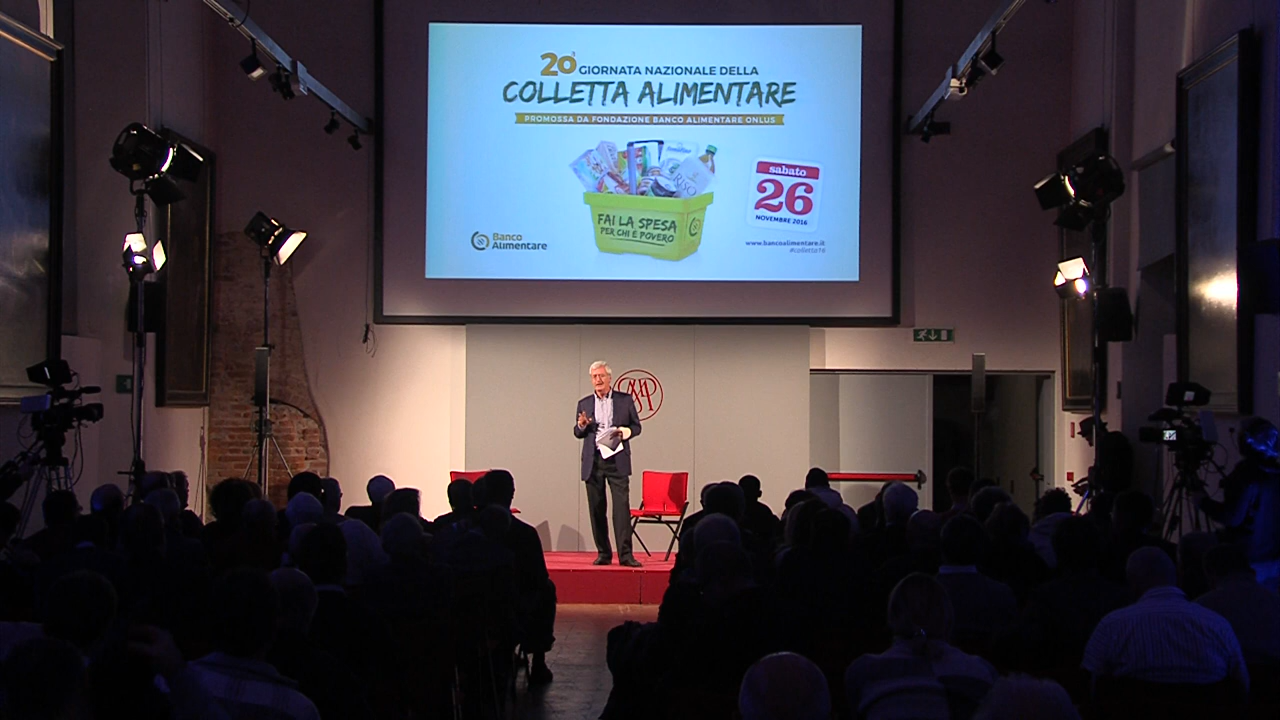 20a GIORNATA NAZIONALE DELLA
COLLETTA ALIMENTARE
PROMOSSA DA FONDAZIONE BANCO ALIMENTARE ONLUS
RISO
FAI LA SPESA
PER CHI È POVERO
sabato
26
NOVEMBRE 2016
Banco
Alimentare
www.bancoalimentare.it
#colletta16